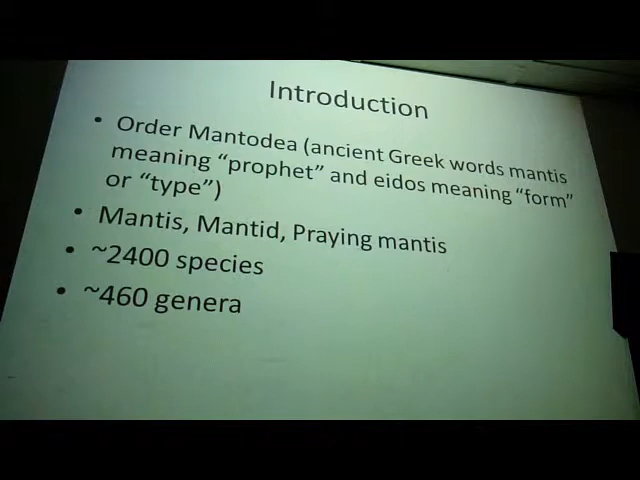 Introduction
• Order Mantodea (ancient Greek words mantis
meaning “prophet” and eidos meaning “form”
or “type”)
• Mantis, Mantid, Praying mantis
• ~2400 species
• ~460 genera